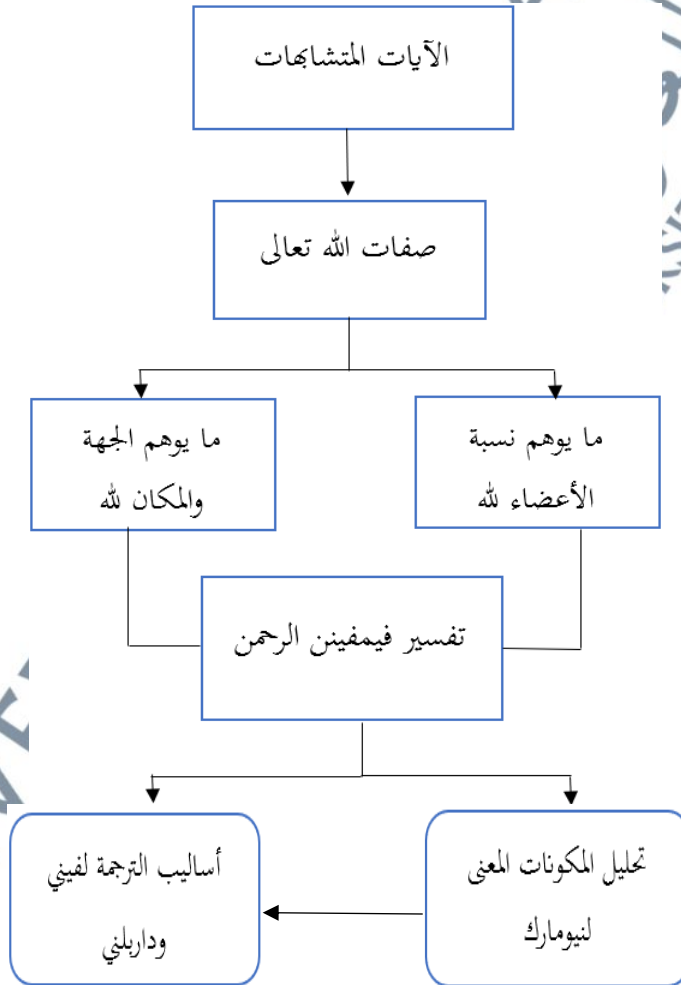 الآيات المتشابهات
صفات الله تعالى
ما يوهم نسبة
الأعضاء لله
ما يوهم الجهة
والمكان لله
تفسير فيمفينن الرحمن
تحليل المكونات المعنى
لنيومارك
أساليب الترجمة لفيني
وداربلني